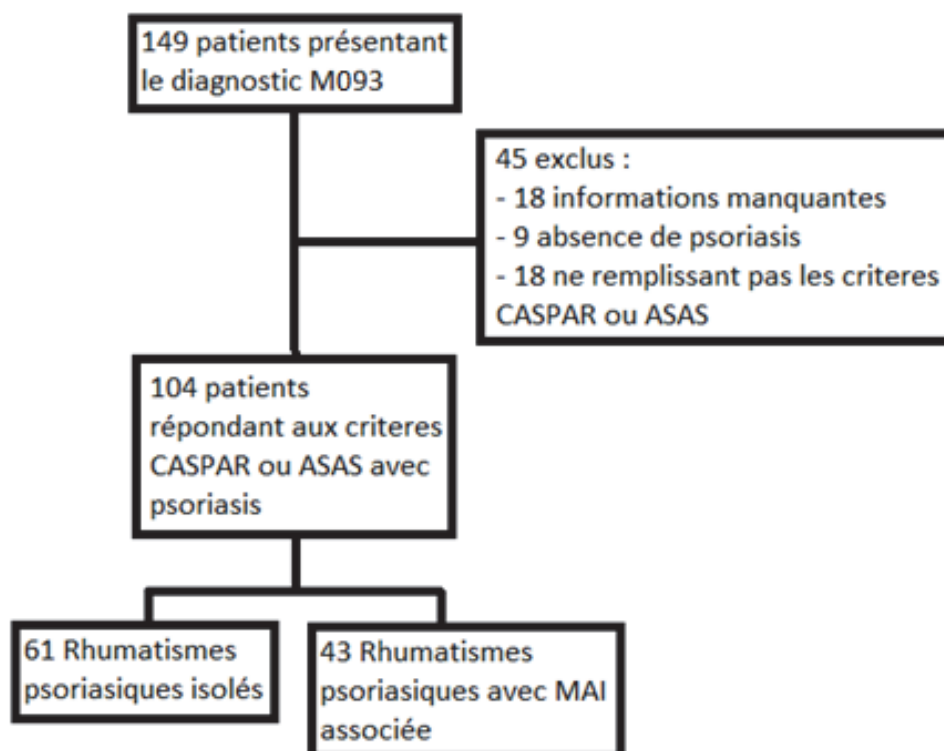 149 patients présentant
le diagnostic M093
45 exclus :
- 18 informations manquantes
- 9 absence de psoriasis
- 18 ne remplissant pas les criteres
CASPAR ou ASAS
104 patients
répondant aux criteres
CASPAR ou ASAS avec
psoriasis
61 Rhumatismes
psoriasiques isolés
43 Rhumatismes
psoriasiques avec MAI
associée